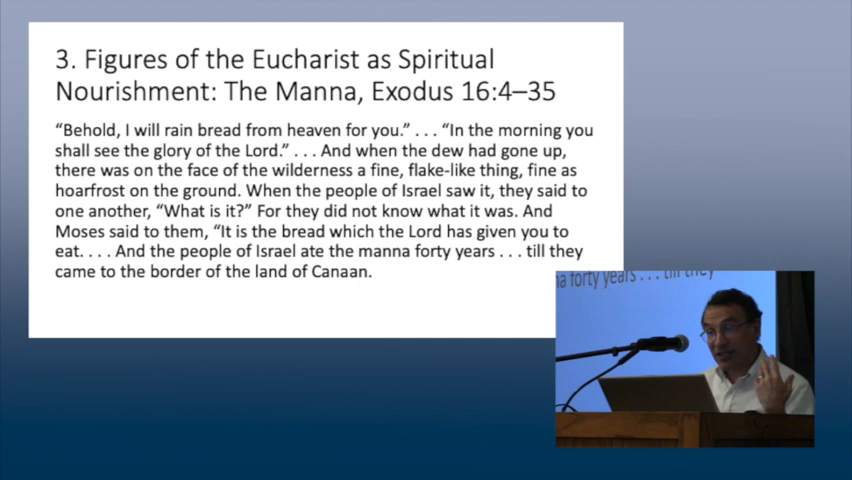 3. Figures of the Eucharist as Spiritual
Nourishment: The Manna, Exodus 16:4–35
“Behold, I will rain bread from heaven for you.” . . . “In the morning you
shall see the glory of the Lord.” . . . And when the dew had gone up,
there was on the face of the wilderness a fine, flake-like thing, fine as
hoarfrost on the ground. When the people of Israel saw it, they said to
one another, “What is it?” For they did not know what it was. And
Moses said to them, “It is the bread which the Lord has given you to
eat. . . . And the people of Israel ate the manna forty years . . . till they
came to the border of the land of Canaan.
na forty years . . . till they